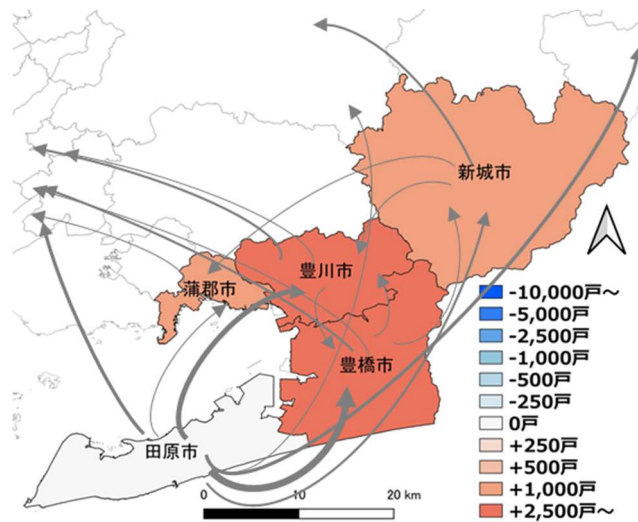 新城市
豊川市
蒲郡市
豊橋市
田原市
-10,000戸～
-5,000戸
-2,500戸
-1,000戸
-500戸
-250戸
0戸
+250戸
+500戸
+1,000戸
+2,500戸～
0 10 20 km